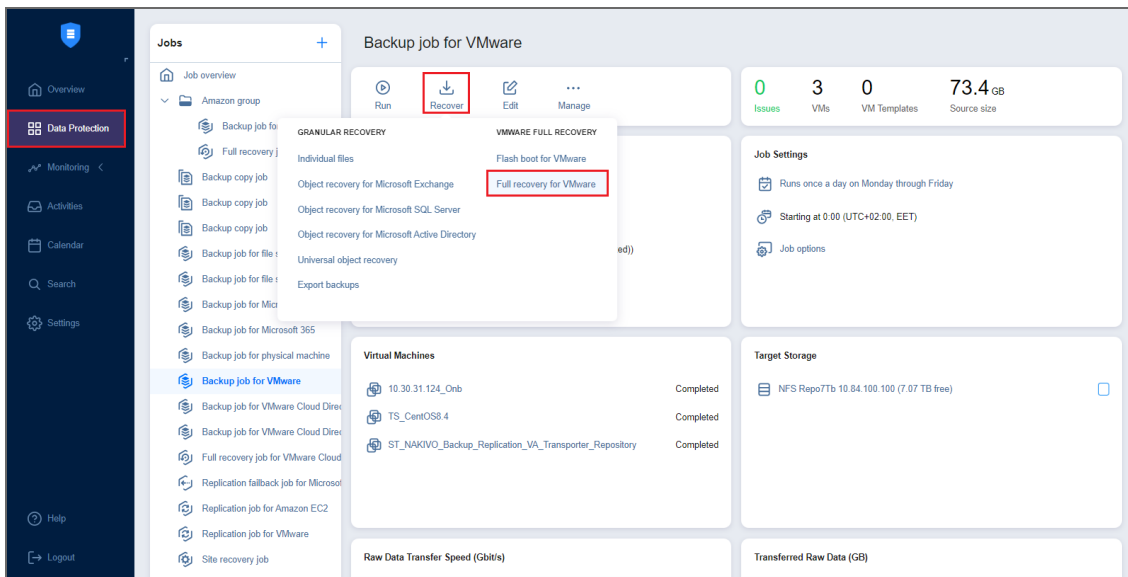 Overview
Data Protection
Monitoring
Activities
Calendar
Search
Settings
Help
Logout
Jobs
Job overview
Amazon group
Backup job fo
Full recovery j
Backup copy job
Backup copy job
Backup copy job
Backup job for file s
Backup job for file s
Backup job for Micr
Backup job for Microsoft 365
Backup job for physical machine
Backup job for VMware
Backup job for VMware Cloud Direc
Backup job for VMware Cloud Direc
Full recovery job for VMware Cloud
Replication failback job for Microsof
Replication job for Amazon EC2
Replication job for VMware
Site recovery job
Backup job for VMware
Run
Recover
Edit
Manage
GRANULAR RECOVERY
Individual files
Object recovery for Microsoft Exchange
Object recovery for Microsoft SQL Server
Object recovery for Microsoft Active Directory
Universal object recovery
Export backups
VMWARE FULL RECOVERY
Flash boot for VMware
Full recovery for VMware
ed))
0 3 0 73.4 GB
Issues VMs VM Templates Source size
Job Settings
Runs once a day on Monday through Friday
Starting at 0:00 (UTC+02:00, EET)
Job options
Virtual Machines
10.30.31.124_Onb Completed
TS_CentOS8.4 Completed
ST_NAKIVO_Backup_Replication_VA_Transporter_Repository Completed
Target Storage
NFS Repo7Tb 10.84.100.100 (7.07 TB free)
Raw Data Transfer Speed (Gbit/s)
Transferred Raw Data (GB)